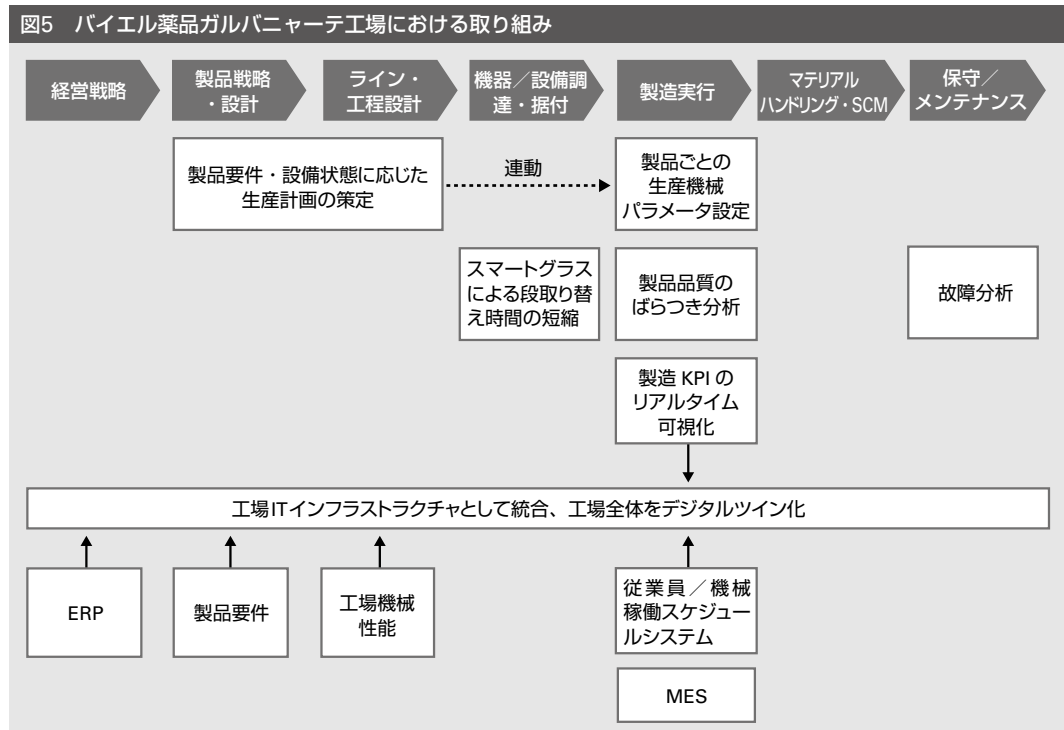 図5　バイエル薬品ガルバニャーテ工場における取り組み
経営戦略
製品戦略
・設計
ライン・
工程設計
機器／設備調
達・据付
製造実行
マテリアル
ハンドリング・SCM
保守／
メンテナンス
製品要件・設備状態に応じた
生産計画の策定
連動
製品ごとの
生産機械
パラメータ設定
スマートグラス
による段取り替
え時間の短縮
製品品質の
ばらつき分析
故障分析
製造 KPI の
リアルタイム
可視化
工場ITインフラストラクチャとして統合、工場全体をデジタルツイン化
ERP
製品要件
工場機械
性能
従業員／機械
稼働スケジュー
ルシステム
MES